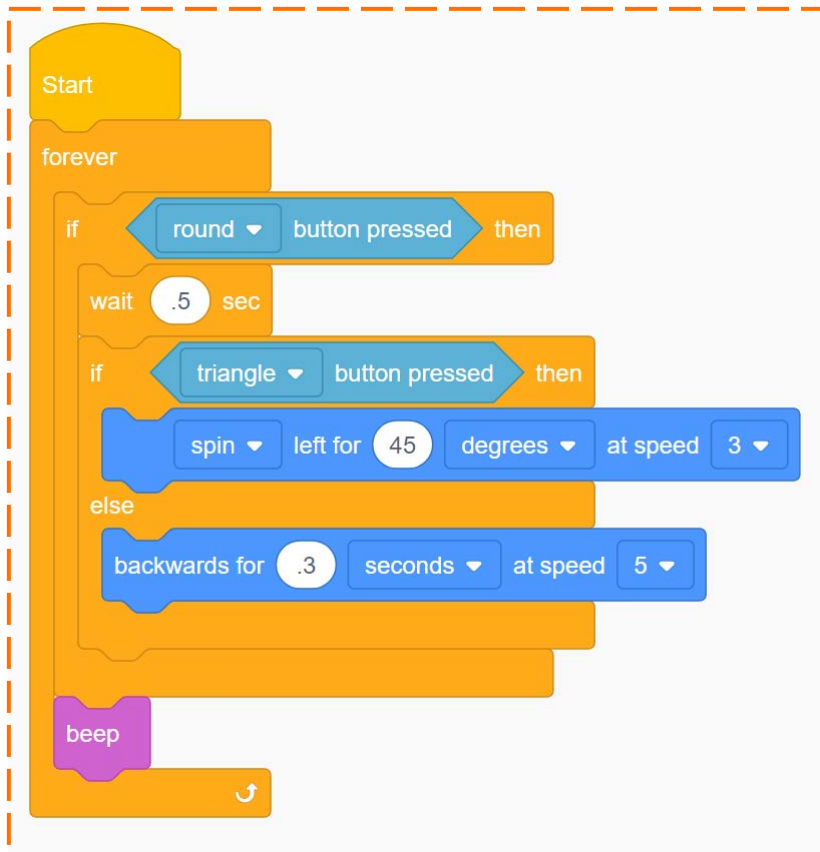 Start
forever
if round button pressed then
wait .5 sec
if triangle button pressed then
spin left for 45 degrees at speed 3
else
backwards for .3 seconds at speed 5
beep